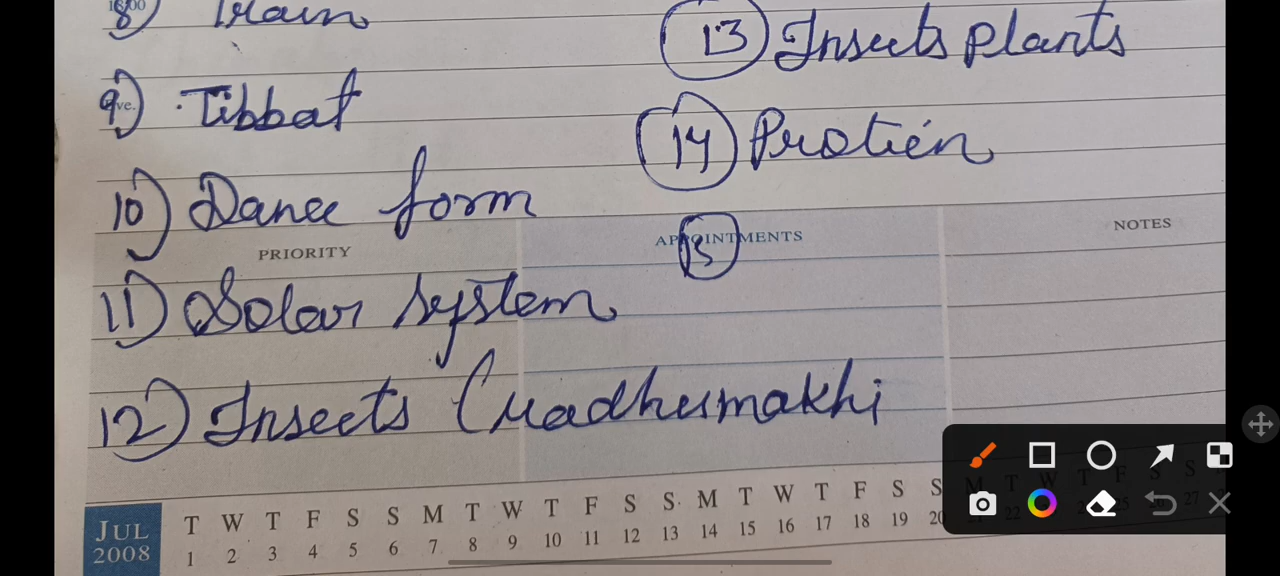 8) Train
9) Tibbat
10) Dance form
11) Solar system
12) Insects (Madhumakhi
13 Insects plants
14 Protién
15
PRIORITY
APPOINTMENTS
NOTES
JUL 2008
T W T F S S M T W T F S S M T W T F S S
1 2 3 4 5 6 7 8 9 10 11 12 13 14 15 16 17 18 19 20